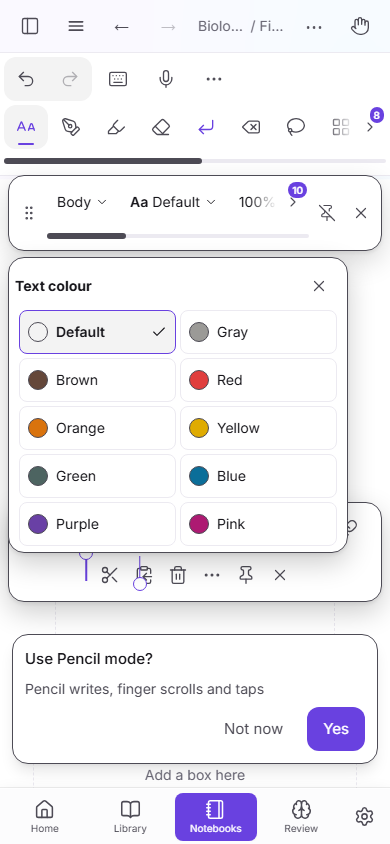 Biolo... / Fi...
Aa
8
Body Aa Default 100%
10
Text colour
Default Gray
Brown Red
Orange Yellow
Green Blue
Purple Pink
Use Pencil mode?
Pencil writes, finger scrolls and taps
Not now Yes
Add a box here
Home Library Notebooks Review